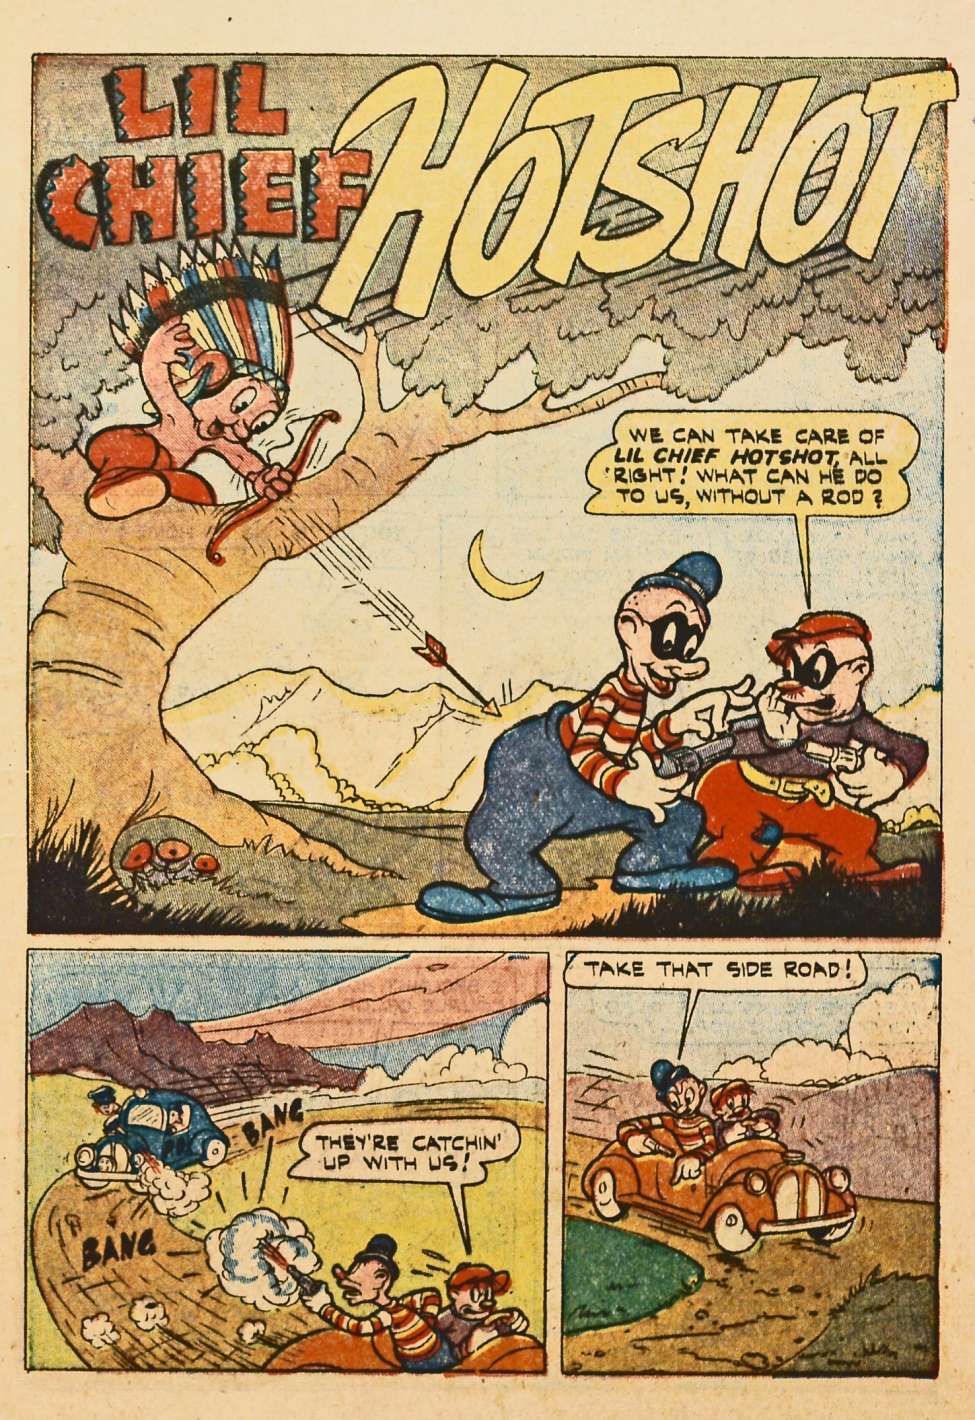 LIL
CHIEF
HOTSHOT
WE CAN TAKE CARE OF
LIL CHIEF HOTSHOT, ALL
RIGHT! WHAT CAN HE DO
TO US, WITHOUT A ROD?
BANG
THEY'RE CATCHIN'
UP WITH US!
BANG
TAKE THAT SIDE ROAD!